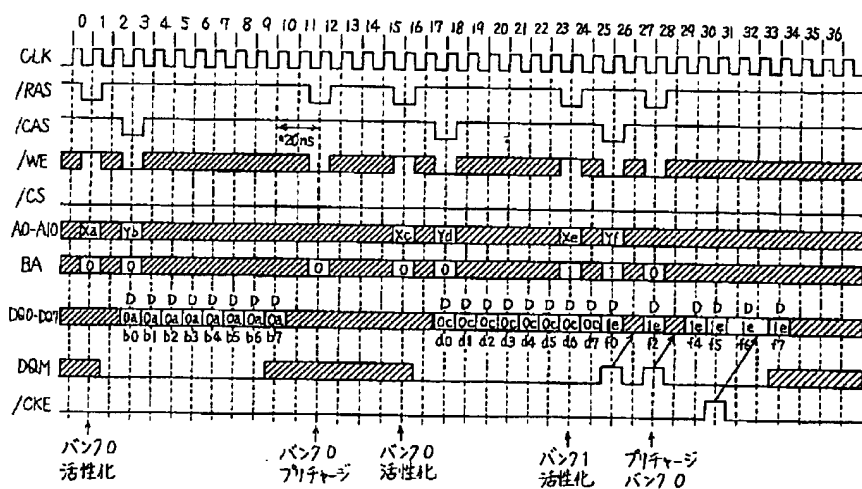 0 1 2 3 4 5 6 7 8 9 10 11 12 13 14 15 16 17 18 19 20 21 22 23 24 25 26 27 28 29 30 31 32 33 34 35 36
CLK
/RAS
/CAS
*20ns
/WE
/CS
A0-A10 Xa Yb Xc Yd Xe Yf
BA 0 0 0 0 0 1 1 0
D D D D D D D D D D D D D D D D D D D D D D
DQ0-DQ7 0a 0a 0a 0a 0a 0a 0a 0a 0c 0c 0c 0c 0c 0c 0c 0c 1e 1e 1e 1e 1e 1e
b0 b1 b2 b3 b4 b5 b6 b7 d0 d1 d2 d3 d4 d5 d6 d7 f0 f2 f4 f5 f6 f7
DQM
/CKE
バンク0 バンク0 バンク0 バンク1 プリチャージ
活性化 プリチャージ 活性化 活性化 バンク0